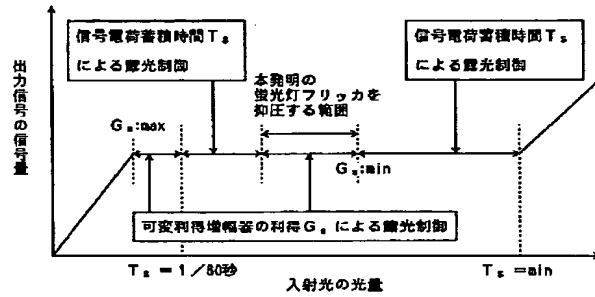 信号電荷蓄積時間Ts
による露光制御
信号電荷蓄積時間Ts
による露光制御
本発明の
蛍光灯フリッカを
抑圧する範囲
出力信号の信号量
Ga:max
Ga:min
可変利得増幅器の利得Gaによる露光制御
Ts=1/60秒
Ts=min
入射光の光量